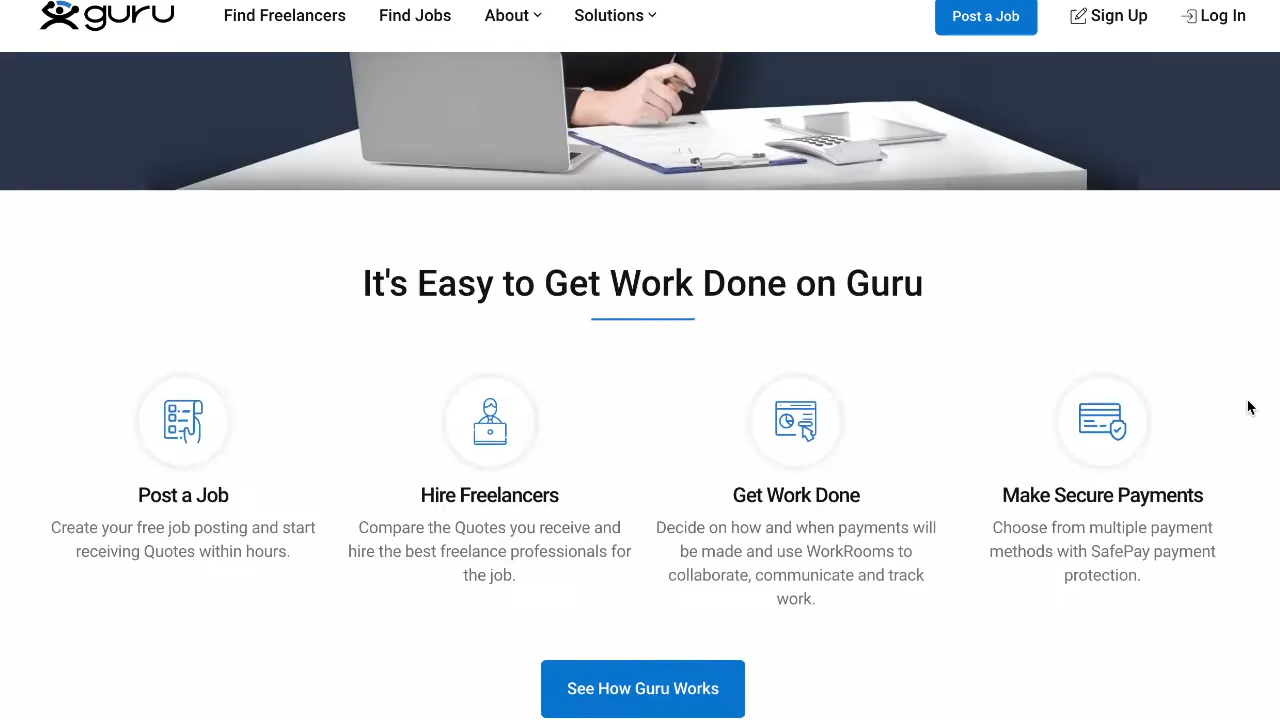 guru Find Freelancers Find Jobs About Solutions Post a Job Sign Up Log In
It's Easy to Get Work Done on Guru
Post a Job
Create your free job posting and start
receiving Quotes within hours.
Hire Freelancers
Compare the Quotes you receive and
hire the best freelance professionals for
the job.
Get Work Done
Decide on how and when payments will
be made and use WorkRooms to
collaborate, communicate and track
work.
Make Secure Payments
Choose from multiple payment
methods with SafePay payment
protection.
See How Guru Works